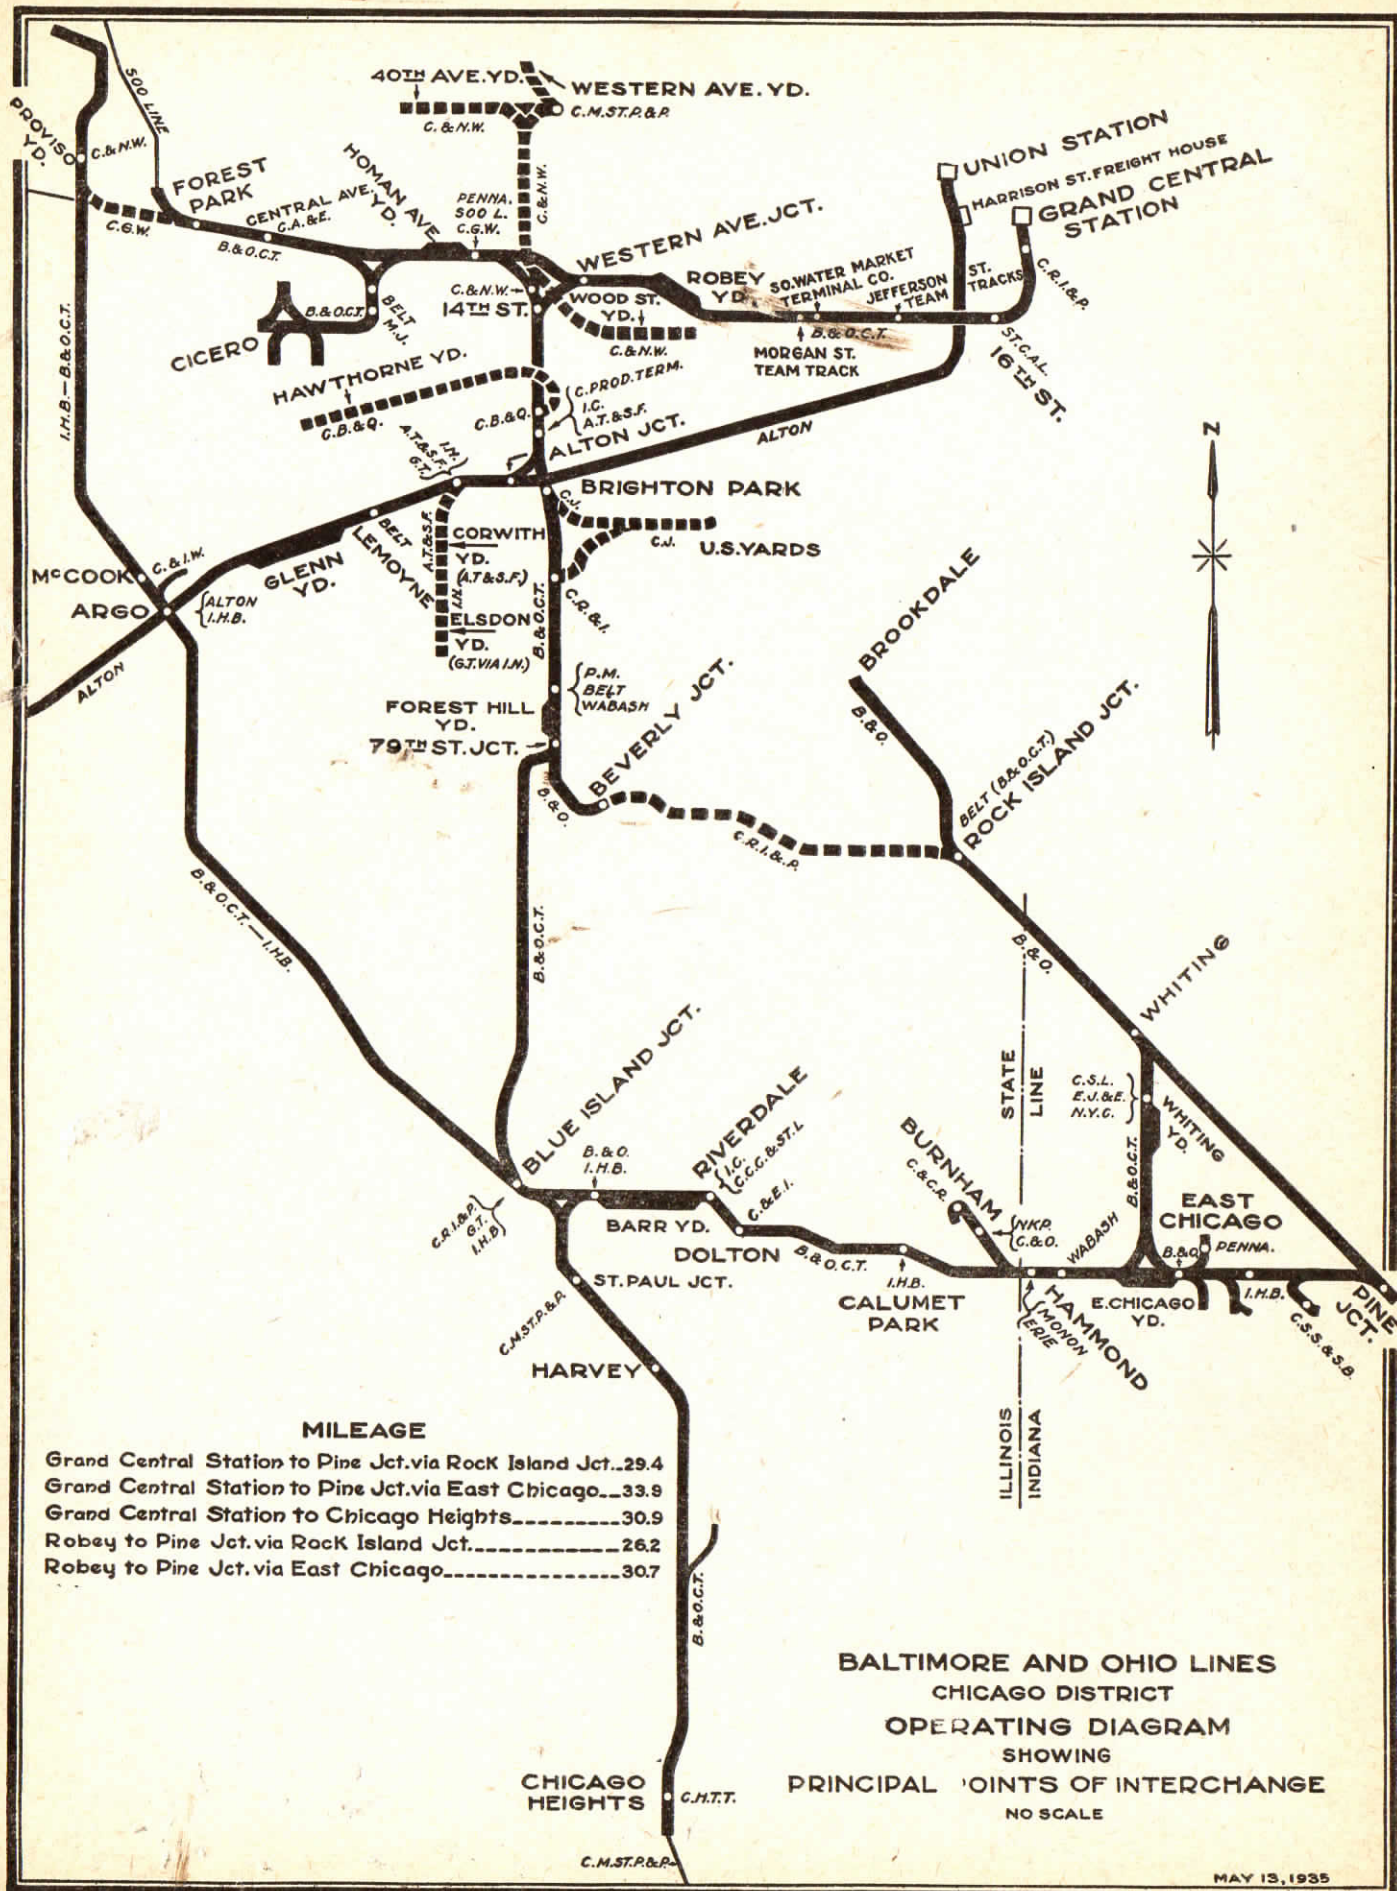 40TH AVE. YD.
WESTERN AVE. YD.
C. M. ST. P. & P.
C. & N.W.
SOO LINE
PROVISO
YD.
C. & N.W.
FOREST
PARK
C. G. W.
CENTRAL AVE.
C. A. & E.
B. & O. C. T.
HOMAN AVE.
YD.
PENNA.
SOO L.
C. G. W.
C. & N.W.
UNION STATION
HARRISON ST. FREIGHT HOUSE
GRAND CENTRAL
STATION
C. R. I. & P.
WESTERN AVE. JCT.
ROBEY
YD.
SO. WATER MARKET
TERMINAL CO.
JEFFERSON ST.
TEAM TRACKS
ST. C. A. L.
16TH ST.
B. & O. C. T.
MORGAN ST.
TEAM TRACK
C. & N.W.
14TH ST.
WOOD ST.
YD.
C. & N.W.
B. & O.C.T.
BELT
M. J.
CICERO
HAWTHORNE YD.
C. B. & Q.
C. B. & Q.
C. PROD. TERM.
I.C.
A.T. & S.F.
ALTON JCT.
ALTON
I.H.B.—B. & O.C.T.
I.N.
A.T. & S.F.
G.T.
BRIGHTON PARK
C.J.
C.J.
U.S. YARDS
BELT
LEMOYNE
GLENN
YD.
A.T. & S.F.
CORWITH
YD.
(A.T & S.F.)
I.N.
ELSDON
YD.
(G.T. VIA I.N.)
B. & O.C.T.
C. R. & I.
McCOOK
C. & I.W.
ARGO
ALTON
I.H.B.
ALTON
P.M.
BELT
WABASH
FOREST HILL
YD.
79TH ST. JCT.
B. & O.
BEVERLY JCT.
C. R. I. & P.
BROOKDALE
B. & O.
BELT (B. & O. C. T.)
ROCK ISLAND JCT.
N
B. & O.C.T.—I.H.B.
B. & O.C.T.
B. & O.
WHITING
STATE
LINE
C. S. L.
E. J. & E.
N. Y. C.
WHITING
YD.
B. & O.C.T.
BLUE ISLAND JCT.
C. R. I. & P.
G.T.
I.H.B.
B. & O.
I.H.B.
BARR YD.
RIVERDALE
I.C.
C.C.C. & ST. L
C. & E. I.
DOLTON
B. & O. C. T.
I.H.B.
CALUMET
PARK
BURNHAM
C. & C. R.
NKP.
C. & O.
WABASH
HAMMOND
MONON
ERIE
EAST
CHICAGO
B. & O.
PENNA.
E. CHICAGO
YD.
I.H.B.
C. S. S. & S. B.
PINE
JCT.
ILLINOIS
INDIANA
ST. PAUL JCT.
C. M. ST. P. & P.
HARVEY
MILEAGE
Grand Central Station to Pine Jct. via Rock Island Jct. 29.4
Grand Central Station to Pine Jct. via East Chicago 33.9
Grand Central Station to Chicago Heights 30.9
Robey to Pine Jct. via Rock Island Jct. 26.2
Robey to Pine Jct. via East Chicago 30.7
B. & O.C.T.
CHICAGO
HEIGHTS
C. H. T. T.
C. M. ST. P. & P.
BALTIMORE AND OHIO LINES
CHICAGO DISTRICT
OPERATING DIAGRAM
SHOWING
PRINCIPAL OINTS OF INTERCHANGE
NO SCALE
MAY 13, 1935